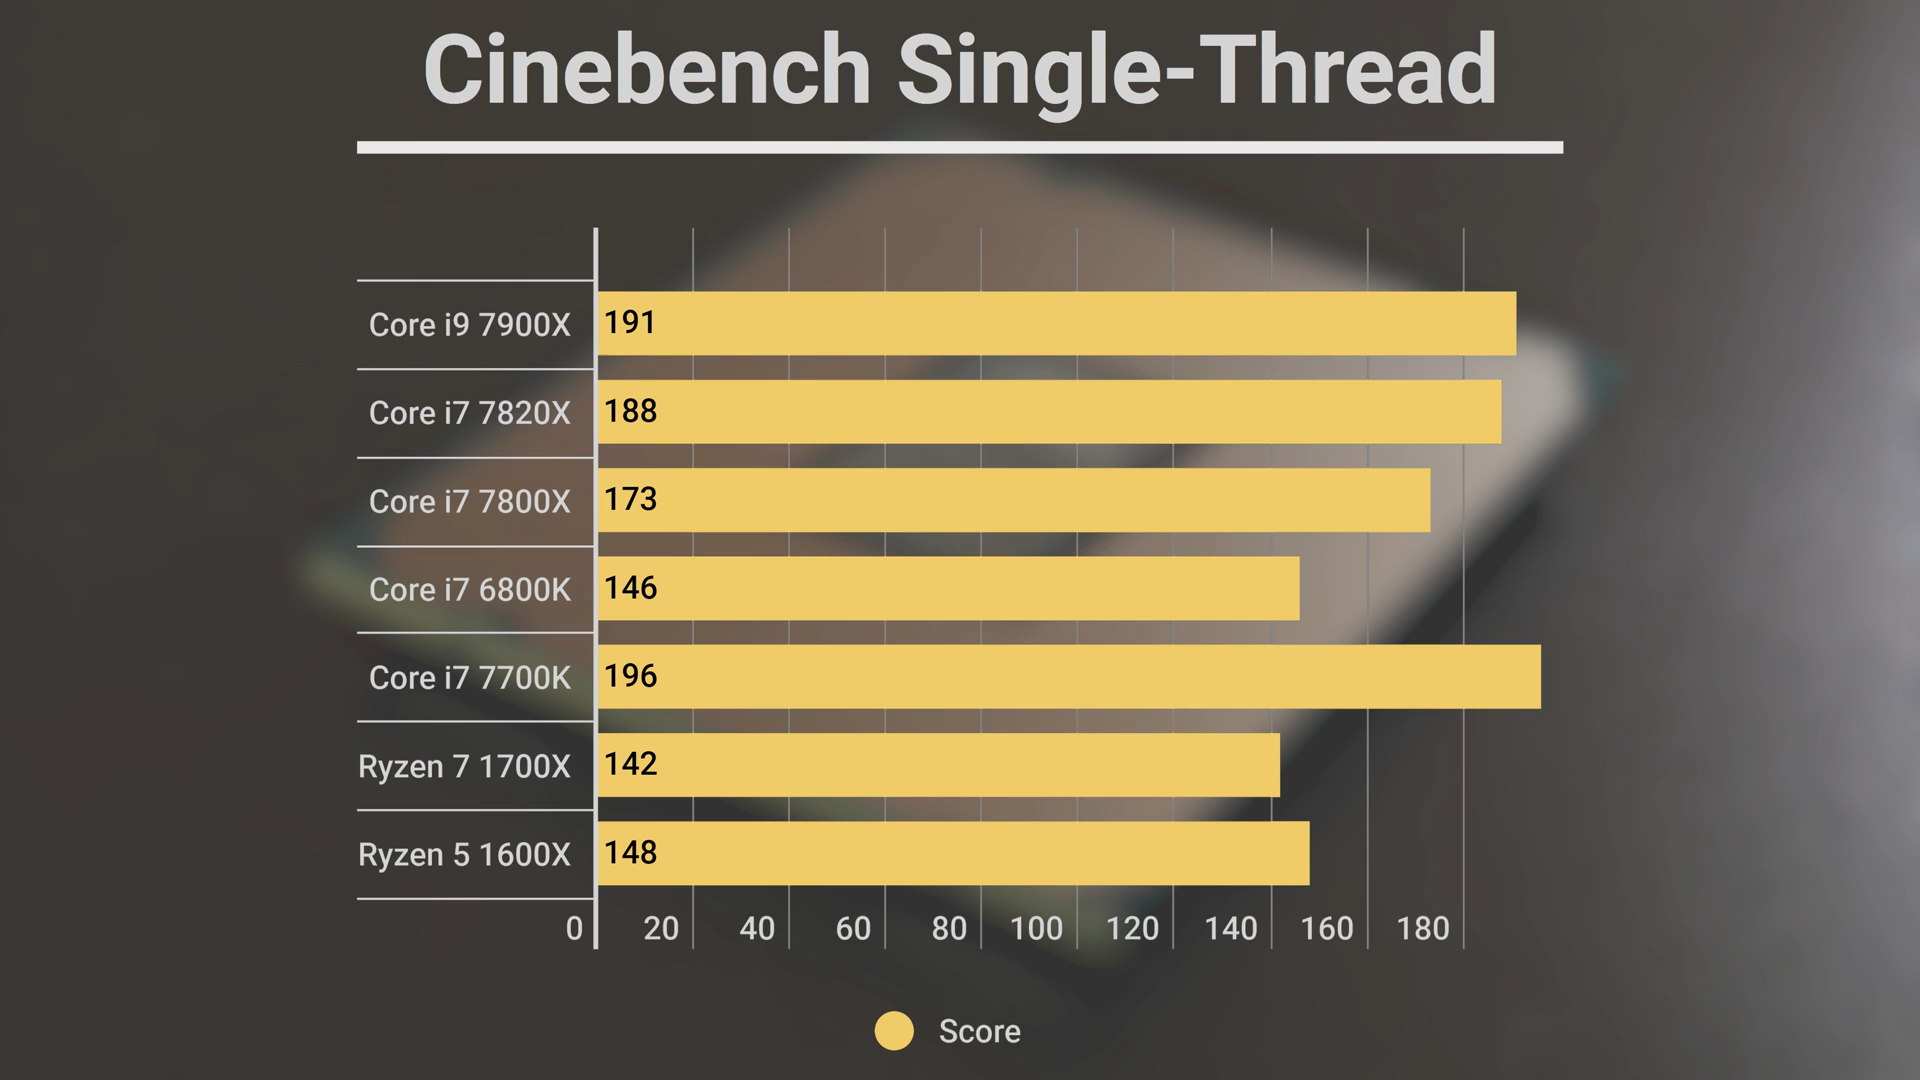 Cinebench Single-Thread
Core i9 7900X 191
Core i7 7820X 188
Core i7 7800X 173
Core i7 6800K 146
Core i7 7700K 196
Ryzen 7 1700X 142
Ryzen 5 1600X 148
0 20 40 60 80 100 120 140 160 180
Score